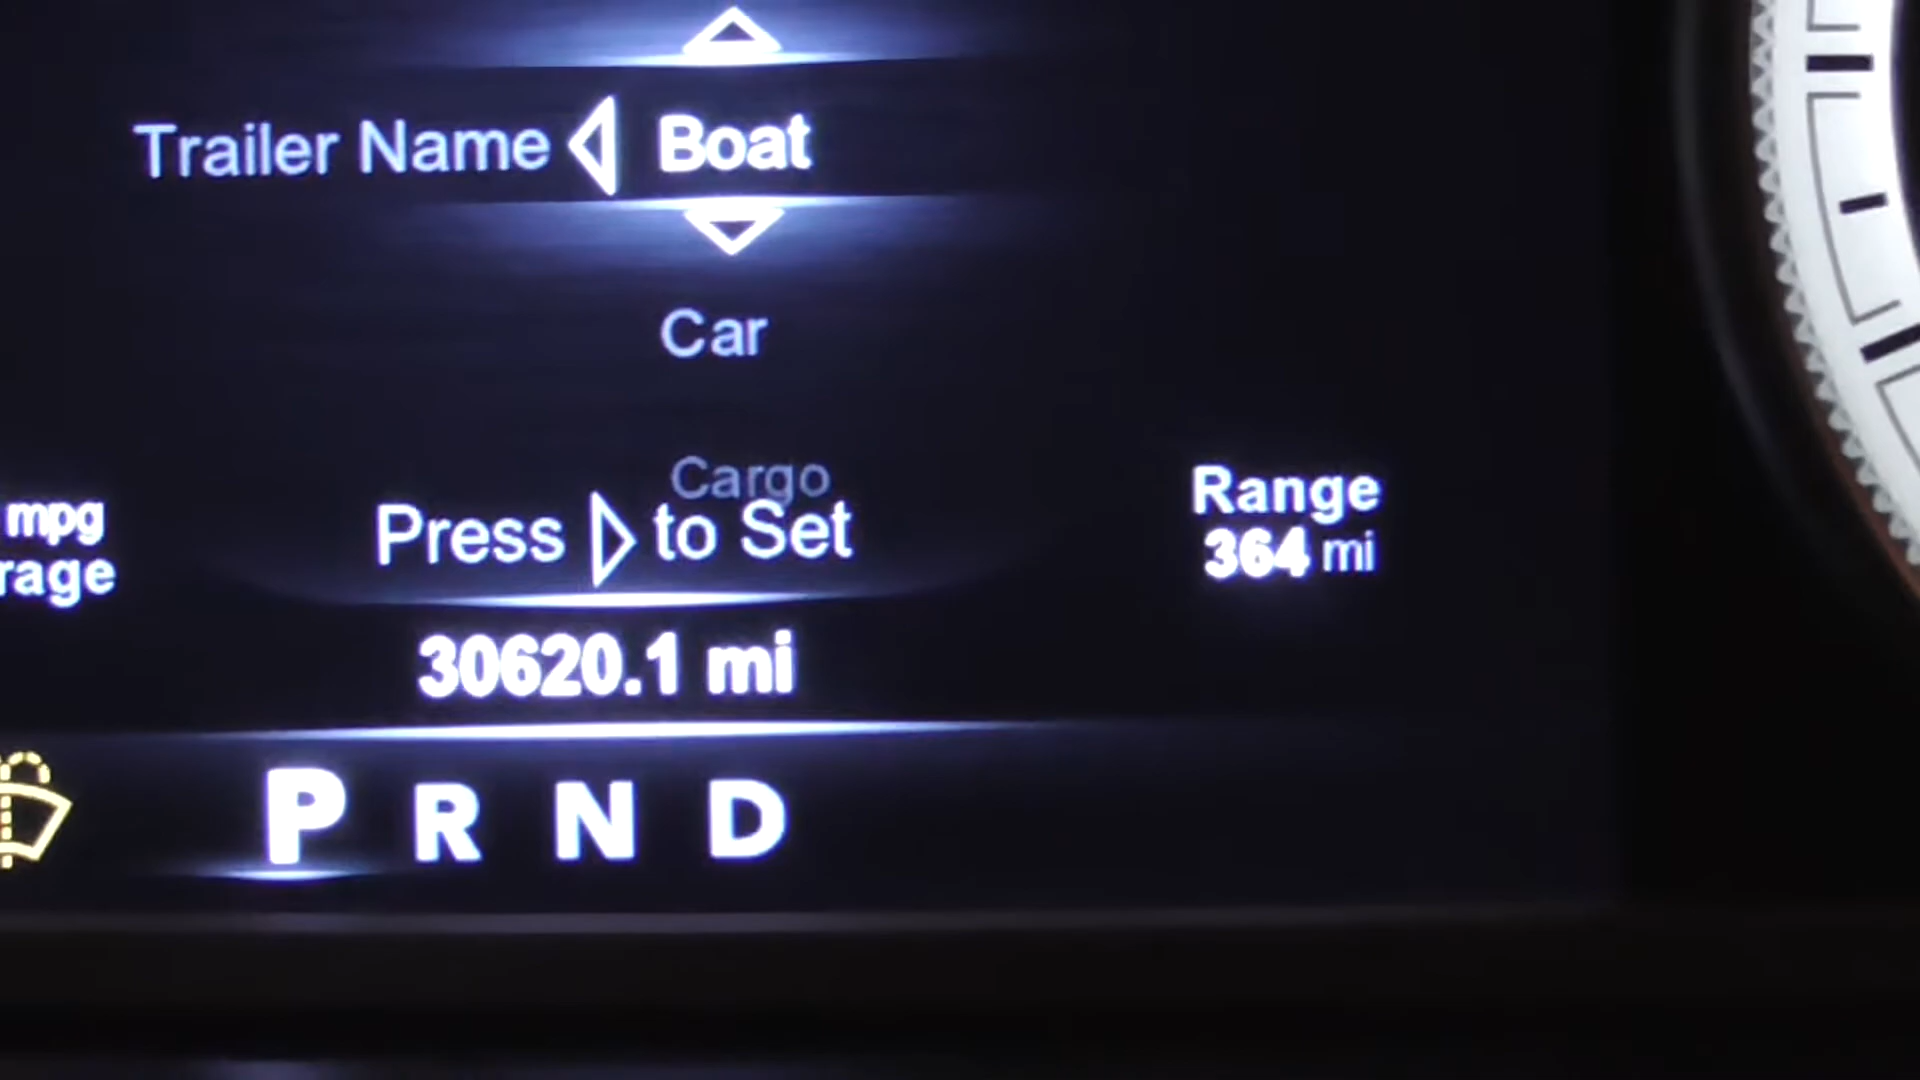 Trailer Name Boat
Car
Cargo
Press to Set
mpg
rage
Range
364 mi
30620.1 mi
P R N D